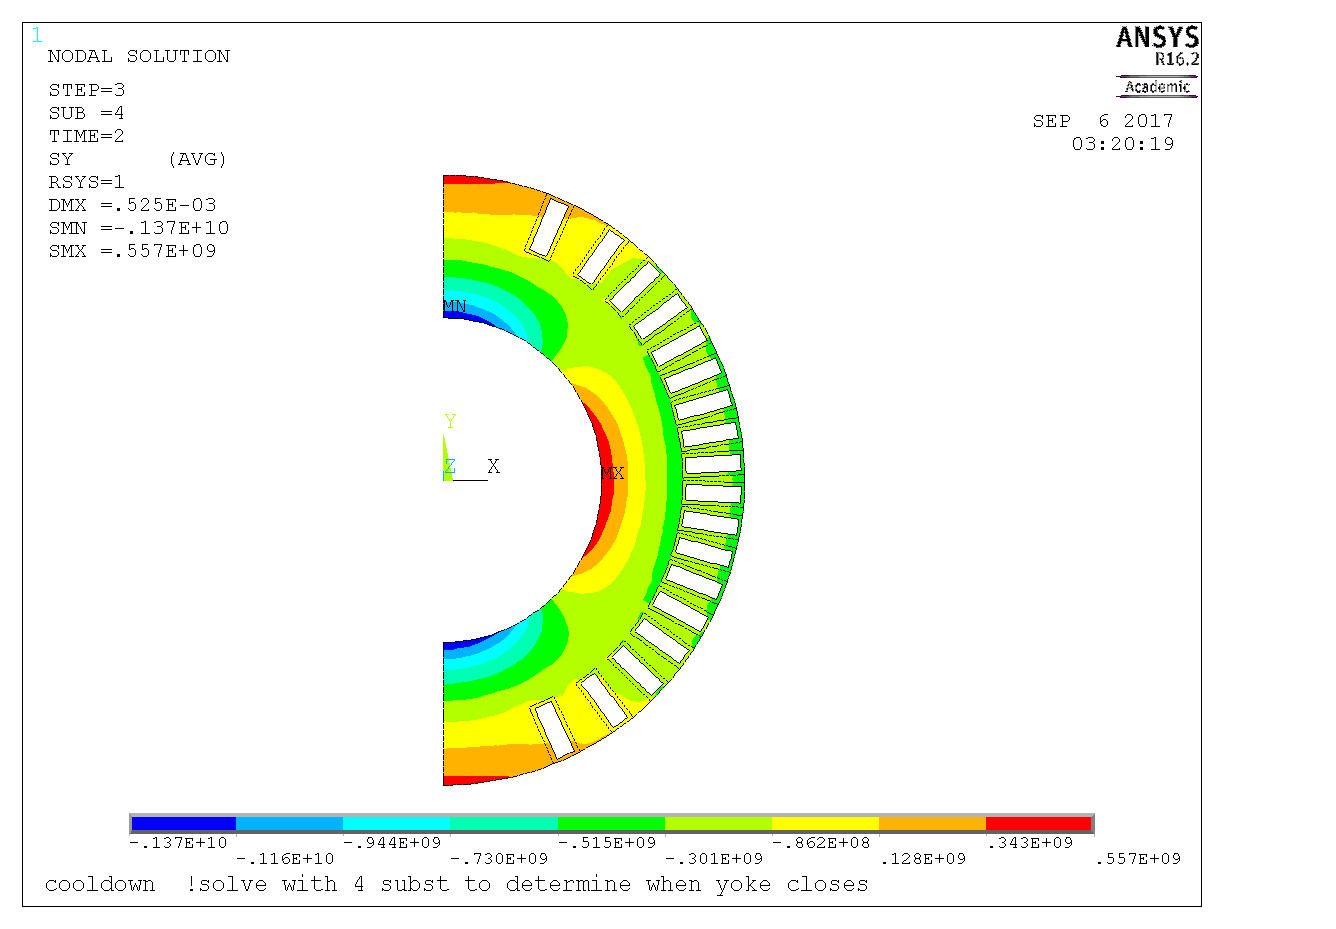 1
NODAL SOLUTION
STEP=3
SUB =4
TIME=2
SY (AVG)
RSYS=1
DMX =.525E-03
SMN =-.137E+10
SMX =.557E+09
ANSYS
R16.2
Academic
SEP 6 2017
03:20:19
MN
Y
Z X
MX
-.137E+10 -.944E+09 -.515E+09 -.862E+08 .343E+09
-.116E+10 -.730E+09 -.301E+09 .128E+09 .557E+09
cooldown !solve with 4 subst to determine when yoke closes